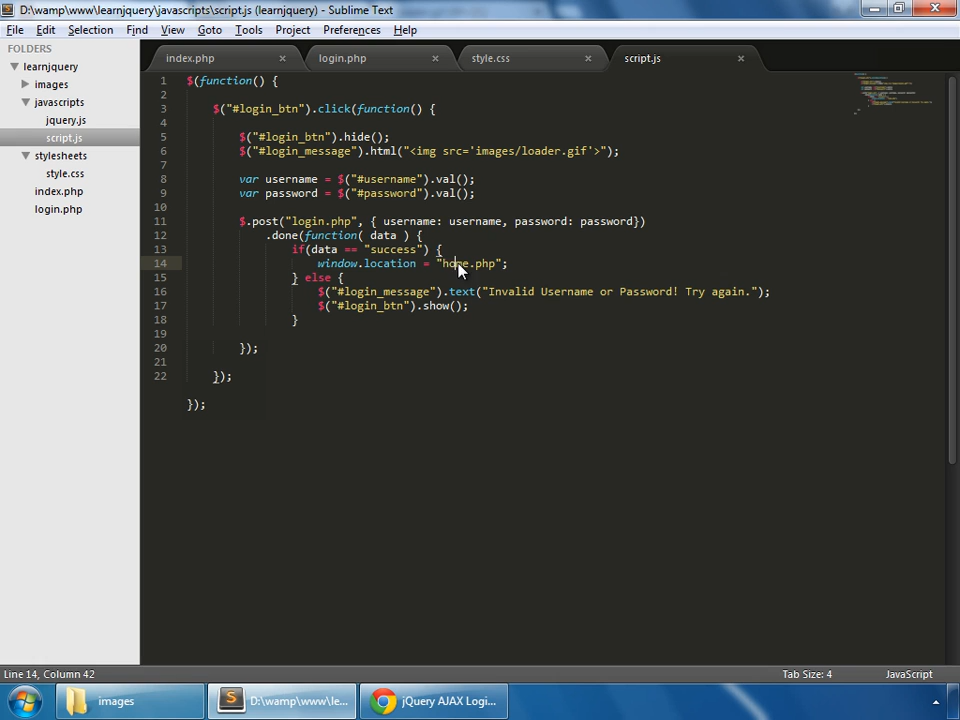 D:\wamp\www\learnjquery\javascripts\script.js (learnjquery) - Sublime Text
File Edit Selection Find View Goto Tools Project Preferences Help
FOLDERS
learnjquery
images
javascripts
jquery.js
script.js
stylesheets
style.css
index.php
login.php
index.php × login.php × style.css × script.js ×
1 $(function() {
2
3 $("#login_btn").click(function() {
4
5 $("#login_btn").hide();
6 $("#login_message").html("<img src='images/loader.gif'>");
7
8 var username = $("#username").val();
9 var password = $("#password").val();
10
11 $.post("login.php", { username: username, password: password})
12 .done(function( data ) {
13 if(data == "success") {
14 window.location = "home.php";
15 } else {
16 $("#login_message").text("Invalid Username or Password! Try again.");
17 $("#login_btn").show();
18 }
19
20 });
21
22 });
});
Line 14, Column 42
Tab Size: 4
JavaScript
images
D:\wamp\www\le...
jQuery AJAX Logi...